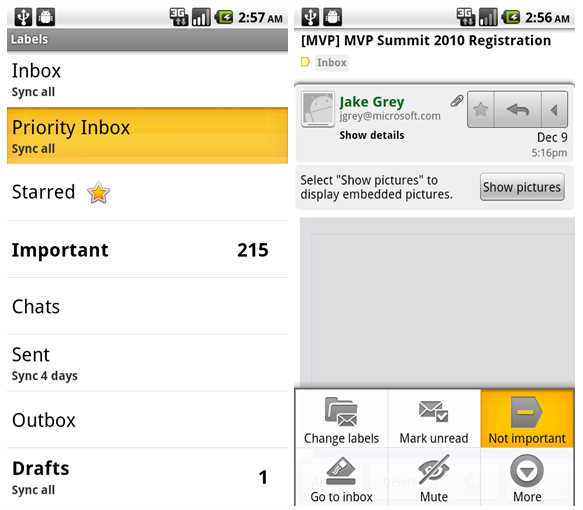 3G
2:57 AM
Labels
Inbox
Sync all
Priority Inbox
Sync all
Starred
Important 215
Chats
Sent
Sync 4 days
Outbox
Drafts 1
Sync all
3G
2:56 AM
[MVP] MVP Summit 2010 Registration
Inbox
Jake Grey
jgrey@microsoft.com
Show details
Dec 9
5:16pm
Select "Show pictures" to
display embedded pictures.
Show pictures
Change labels
Mark unread
Not important
Go to inbox
Mute
More